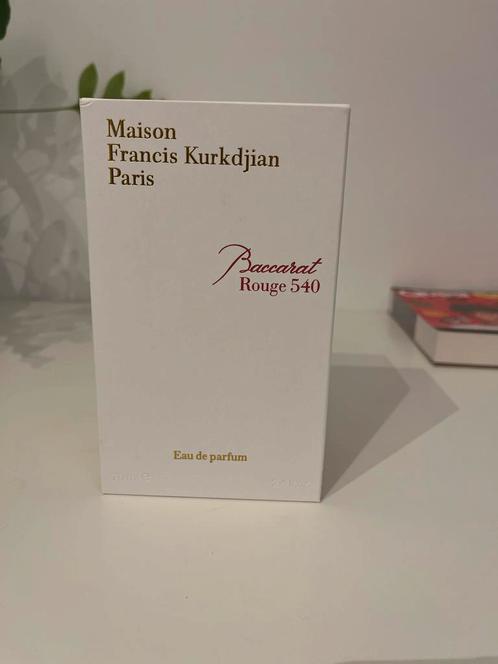 Maison
Francis Kurkdjian
Paris
Baccarat
Rouge 540
Eau de parfum